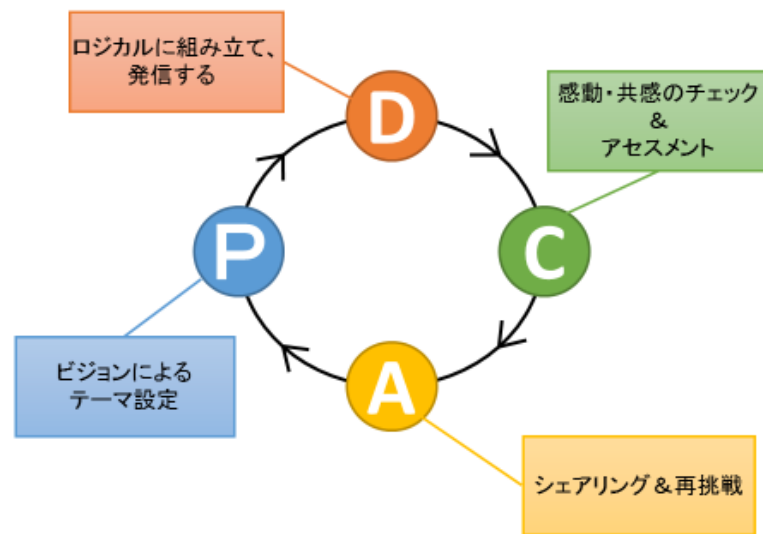 ロジカルに組み立て、
発信する
D
感動・共感のチェック
&
アセスメント
P
C
ビジョンによる
テーマ設定
A
シェアリング&再挑戦